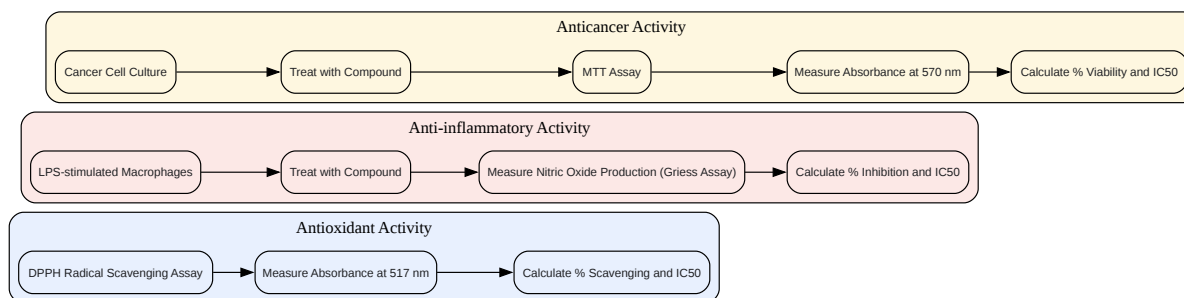 Anticancer Activity
Cancer Cell Culture
Treat with Compound
MTT Assay
Measure Absorbance at 570 nm
Calculate % Viability and IC50
Anti-inflammatory Activity
LPS-stimulated Macrophages
Treat with Compound
Measure Nitric Oxide Production (Griess Assay)
Calculate % Inhibition and IC50
Antioxidant Activity
DPPH Radical Scavenging Assay
Measure Absorbance at 517 nm
Calculate % Scavenging and IC50